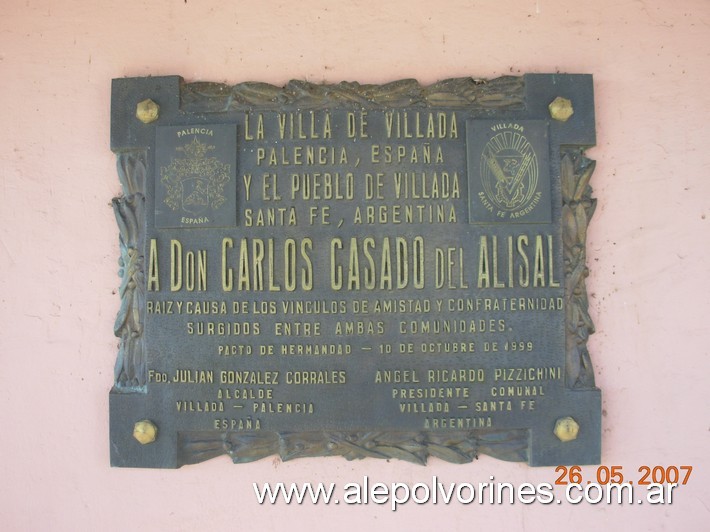 LA VILLA DE VILLADA
PALENCIA, ESPAÑA
Y EL PUEBLO DE VILLADA
SANTA FE, ARGENTINA
PALENCIA
ESPAÑA
VILLADA
SANTA FE ARGENTINA
A DON CARLOS CASADO DEL ALISAL
RAIZ Y CAUSA DE LOS VINCULOS DE AMISTAD Y CONFRATERNIDAD
SURGIDOS ENTRE AMBAS COMUNIDADES.
PACTO DE HERMANDAD — 10 DE OCTUBRE DE 1999
FDO. JULIAN GONZALEZ CORRALES
ALCALDE
VILLADA — PALENCIA
ESPAÑA
ANGEL RICARDO PIZZICHINI
PRESIDENTE COMUNAL
VILLADA — SANTA FE
ARGENTINA
26.05.2007
www.alepolvorines.com.ar